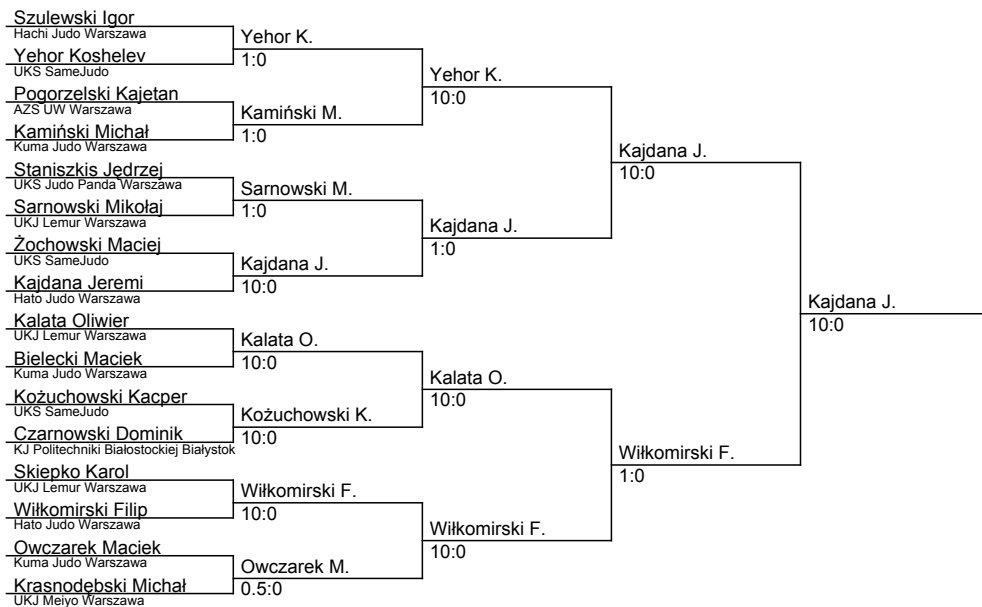 Szulewski Igor
Hachi Judo Warszawa
Yehor Koshelev
UKS SameJudo
Pogorzelski Kajetan
AZS UW Warszawa
Kamiński Michał
Kuma Judo Warszawa
Staniszkis Jędrzej
UKS Judo Panda Warszawa
Sarnowski Mikołaj
UKJ Lemur Warszawa
Żochowski Maciej
UKS SameJudo
Kajdana Jeremi
Hato Judo Warszawa
Kalata Oliwier
UKJ Lemur Warszawa
Bielecki Maciek
Kuma Judo Warszawa
Kożuchowski Kacper
UKS SameJudo
Czarnowski Dominik
KJ Politechniki Białostockiej Białystok
Skiepko Karol
UKJ Lemur Warszawa
Wiłkomirski Filip
Hato Judo Warszawa
Owczarek Maciek
Kuma Judo Warszawa
Krasnodębski Michał
UKJ Meiyo Warszawa
Yehor K.
1:0
Kamiński M.
1:0
Sarnowski M.
1:0
Kajdana J.
10:0
Kalata O.
10:0
Kożuchowski K.
10:0
Wiłkomirski F.
10:0
Owczarek M.
0.5:0
Yehor K.
10:0
Kajdana J.
1:0
Kalata O.
10:0
Wiłkomirski F.
10:0
Kajdana J.
10:0
Wiłkomirski F.
1:0
Kajdana J.
10:0